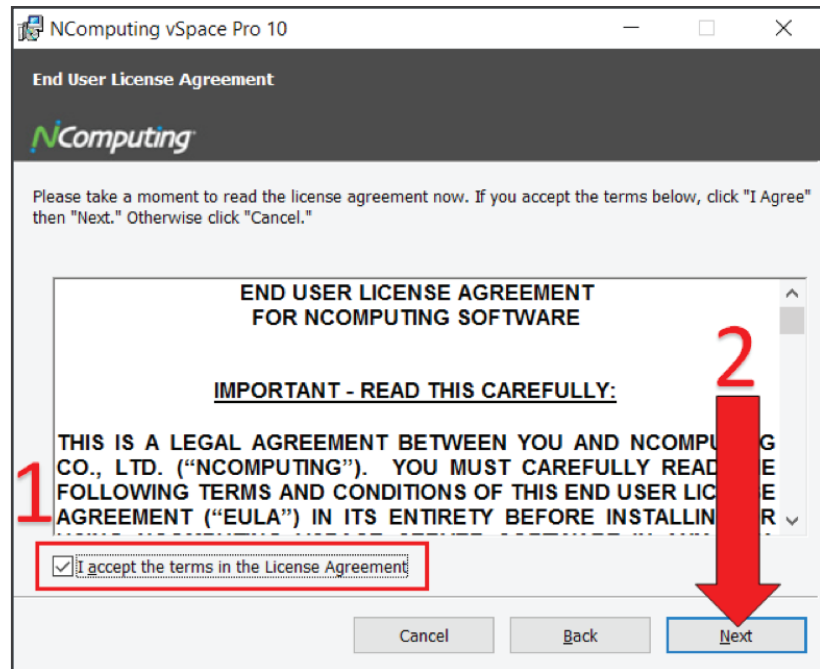 NComputing vSpace Pro 10
End User License Agreement
NComputing
Please take a moment to read the license agreement now. If you accept the terms below, click "I Agree"
then "Next." Otherwise click "Cancel."
END USER LICENSE AGREEMENT
FOR NCOMPUTING SOFTWARE
IMPORTANT - READ THIS CAREFULLY:
2
THIS IS A LEGAL AGREEMENT BETWEEN YOU AND NCOMPU G
CO., LTD. (“NCOMPUTING”). YOU MUST CAREFULLY READ E
1
FOLLOWING TERMS AND CONDITIONS OF THIS END USER LIC SE
AGREEMENT (“EULA”) IN ITS ENTIRETY BEFORE INSTALLIN R
I accept the terms in the License Agreement
Cancel Back Next